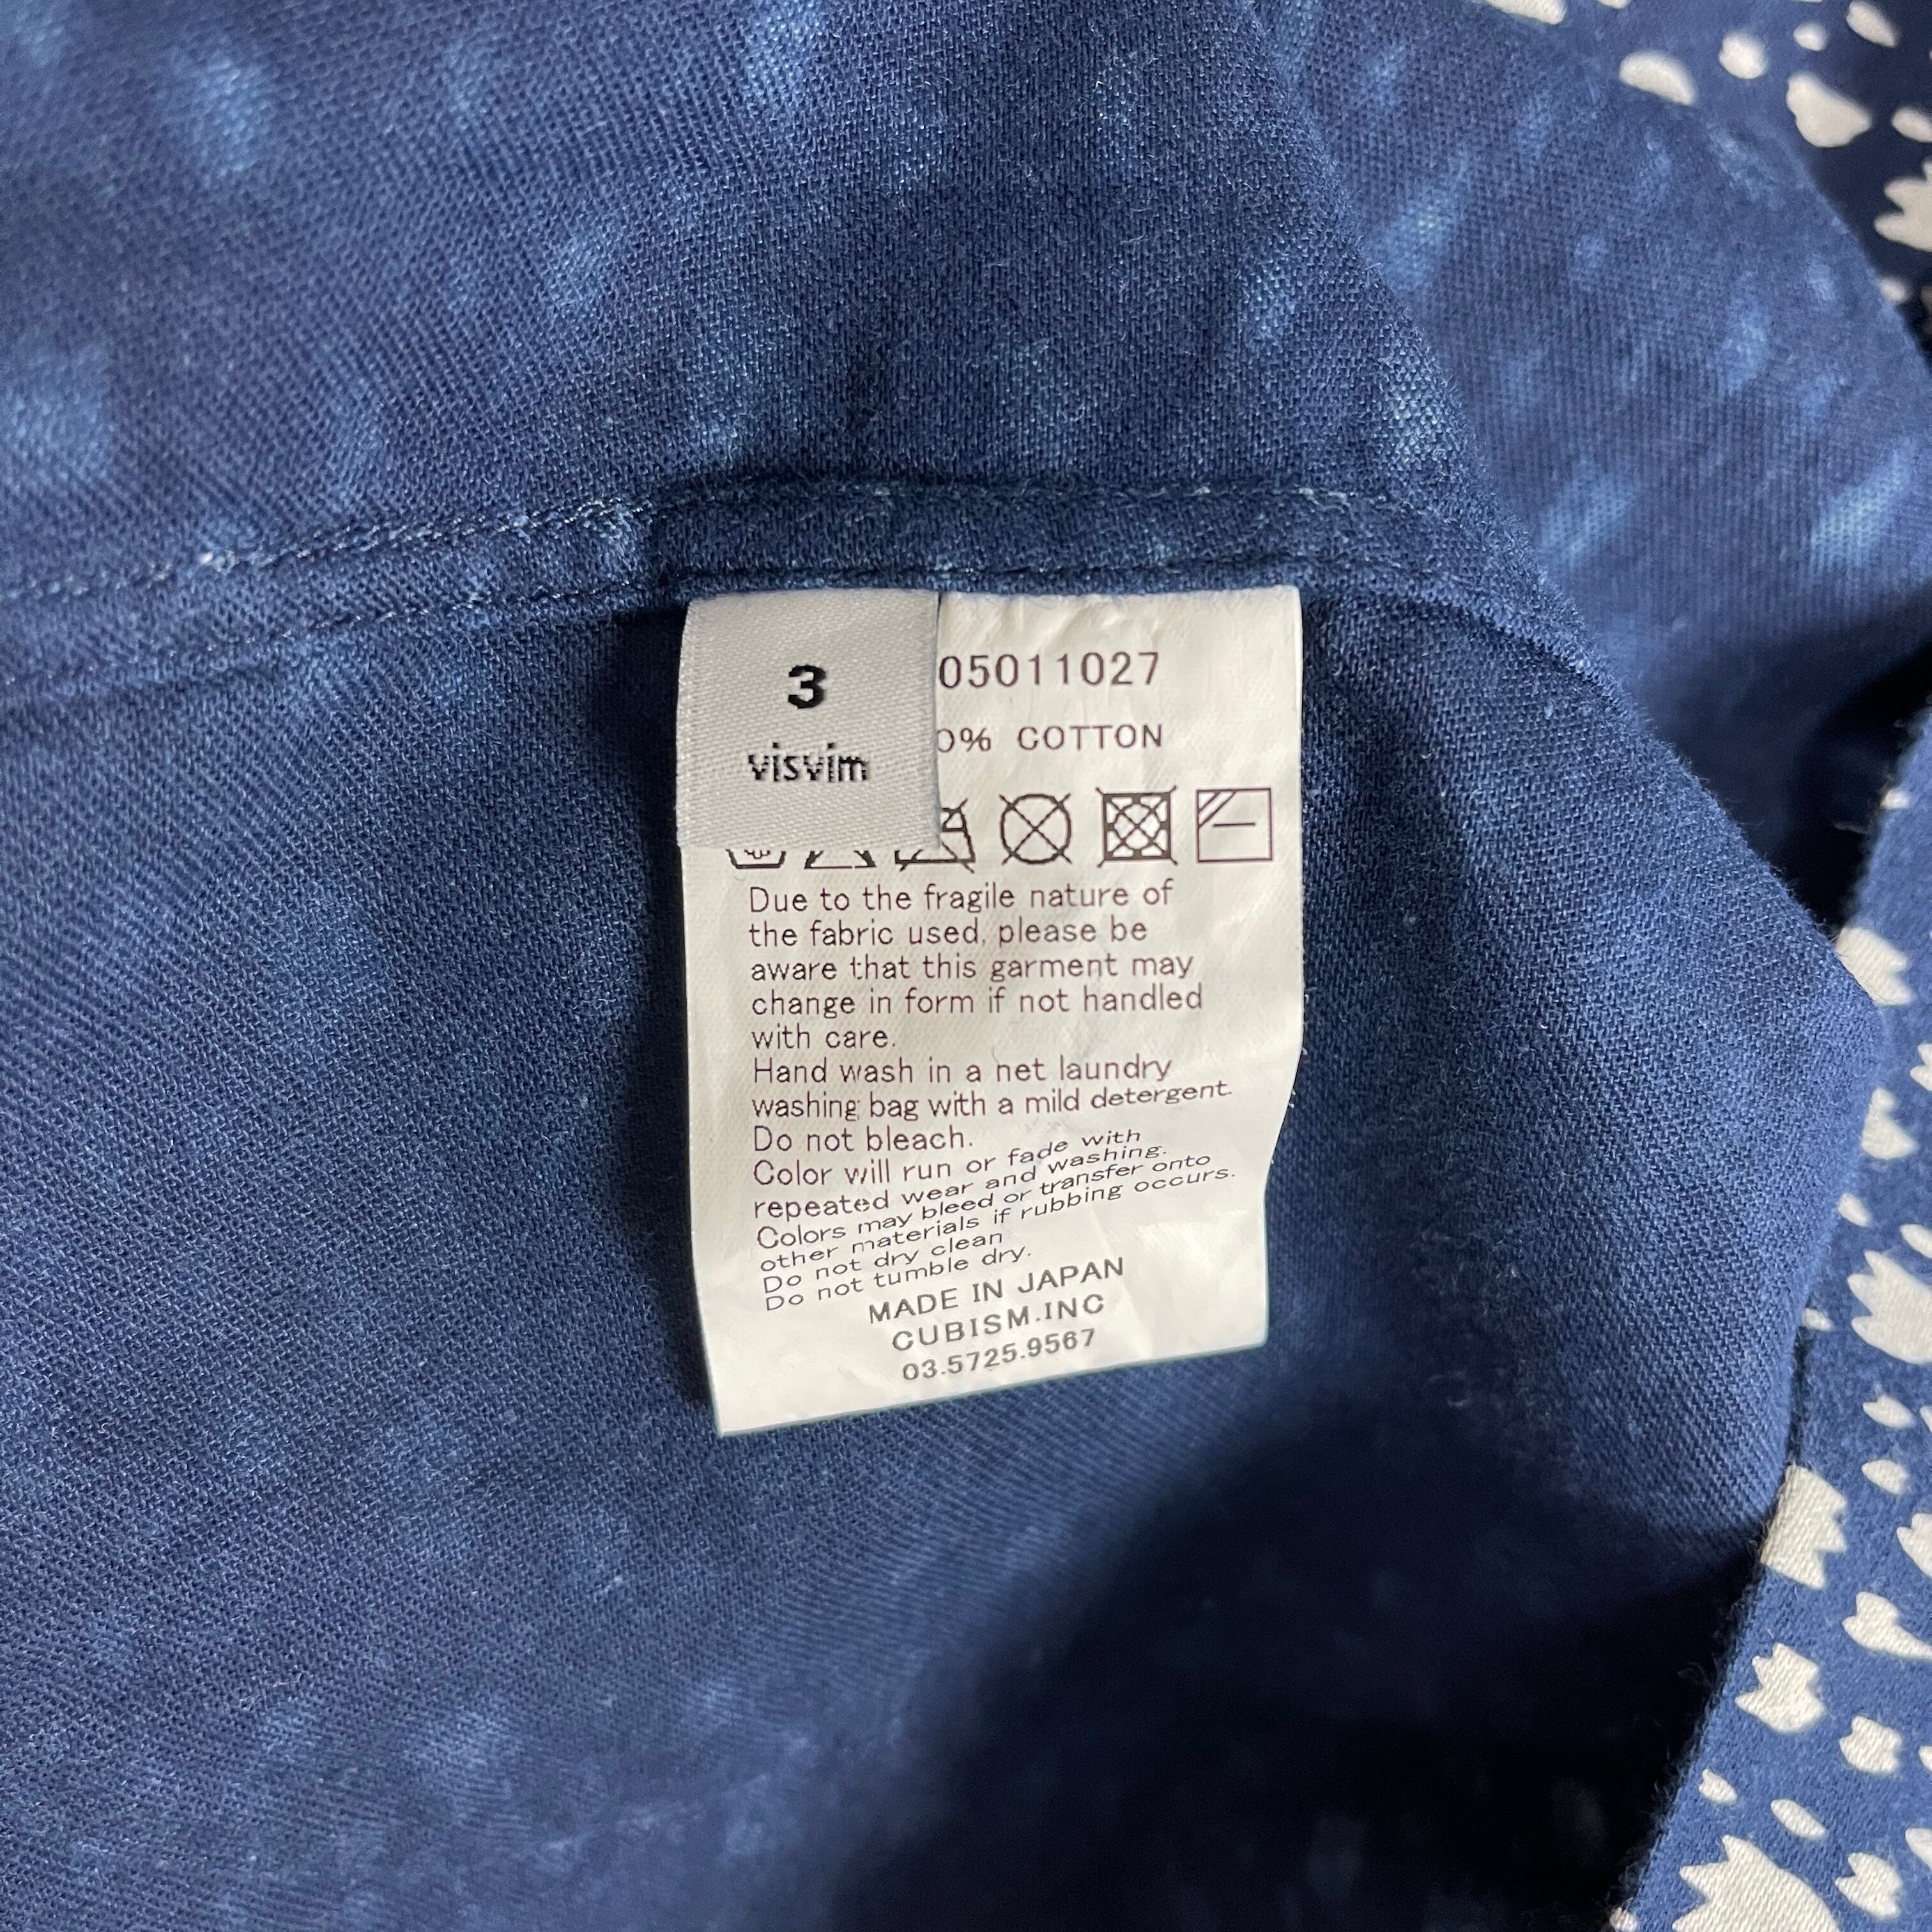 3
visvim
05011027
0% COTTON
Due to the fragile nature of
the fabric used, please be
aware that this garment may
change in form if not handled
with care.
Hand wash in a net laundry
washing bag with a mild detergent.
Do not bleach.
Color will run or fade with
repeated wear and washing.
Colors may bleed or transfer onto
other materials if rubbing occurs.
Do not dry clean
Do not tumble dry.
MADE IN JAPAN
CUBISM.INC
03.5725.9567